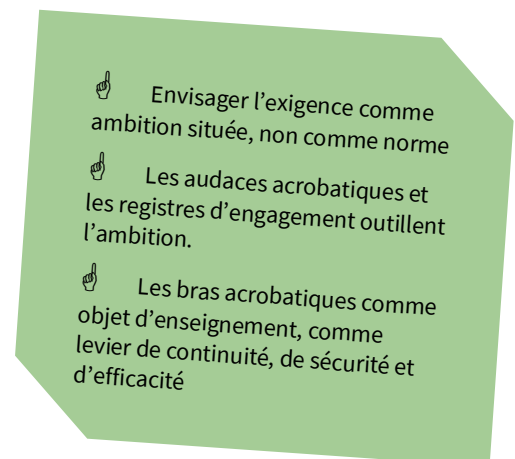 ☝ Envisager l’exigence comme
ambition située, non comme norme
☝ Les audaces acrobatiques et
les registres d’engagement outillent
l’ambition.
☝ Les bras acrobatiques comme
objet d’enseignement, comme
levier de continuité, de sécurité et
d’efficacité